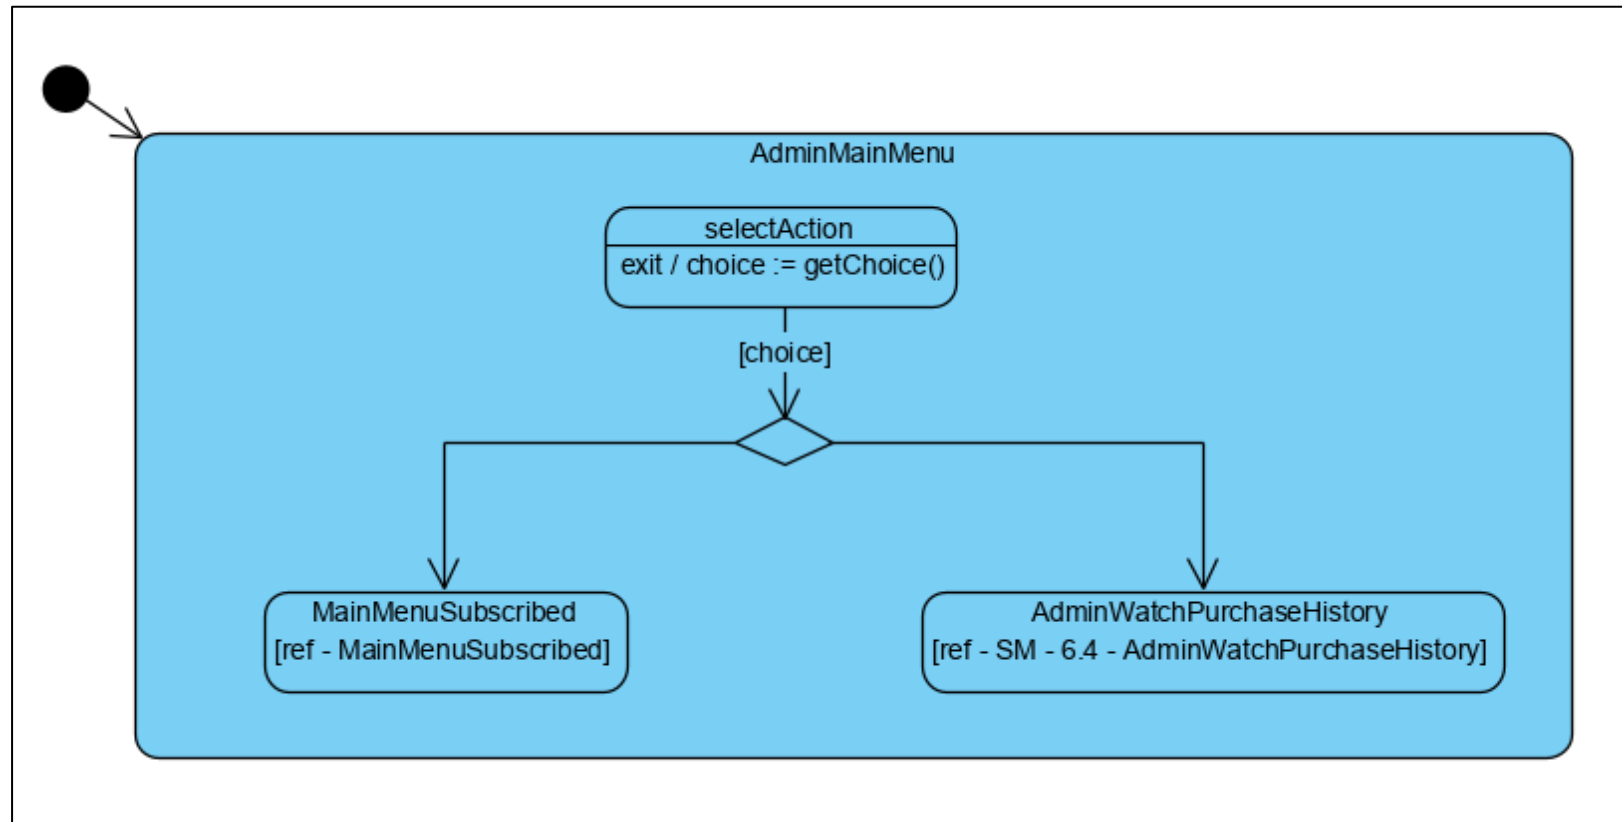 AdminMainMenu
selectAction
exit / choice := getChoice()
[choice]
MainMenuSubscribed
[ref - MainMenuSubscribed]
AdminWatchPurchaseHistory
[ref - SM - 6.4 - AdminWatchPurchaseHistory]